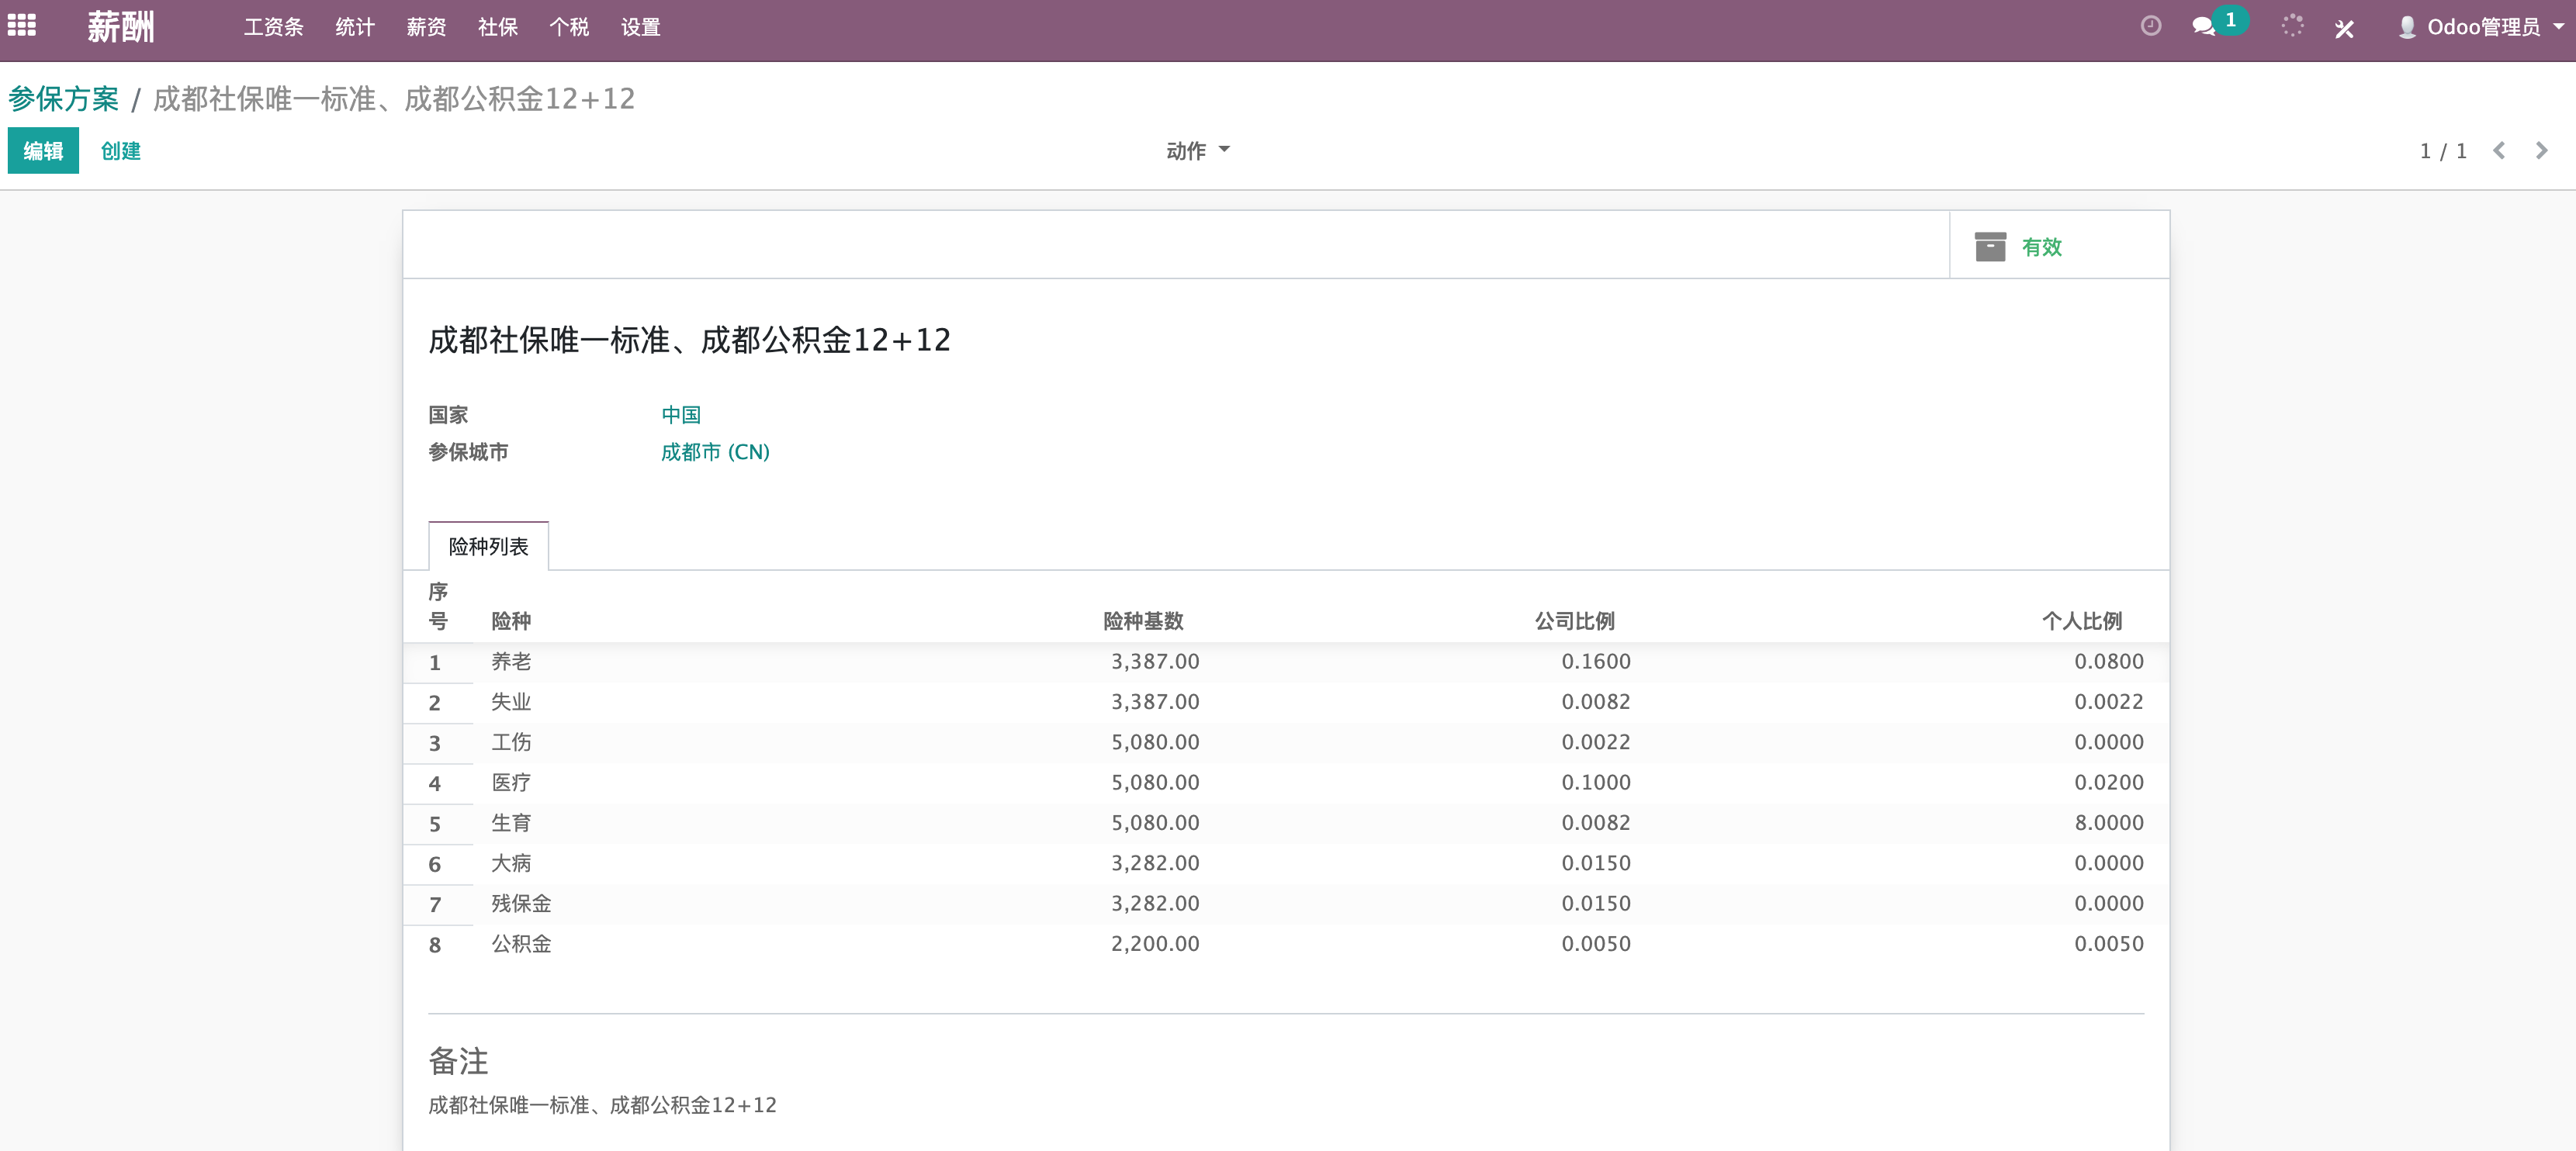 薪酬 工资条 统计 薪资 社保 个税 设置 1 Odoo管理员
参保方案 / 成都社保唯一标准、成都公积金12+12
编辑 创建 动作 1 / 1
有效
成都社保唯一标准、成都公积金12+12
国家 中国
参保城市 成都市 (CN)
险种列表
序号 险种 险种基数 公司比例 个人比例
1 养老 3,387.00 0.1600 0.0800
2 失业 3,387.00 0.0082 0.0022
3 工伤 5,080.00 0.0022 0.0000
4 医疗 5,080.00 0.1000 0.0200
5 生育 5,080.00 0.0082 8.0000
6 大病 3,282.00 0.0150 0.0000
7 残保金 3,282.00 0.0150 0.0000
8 公积金 2,200.00 0.0050 0.0050
备注
成都社保唯一标准、成都公积金12+12